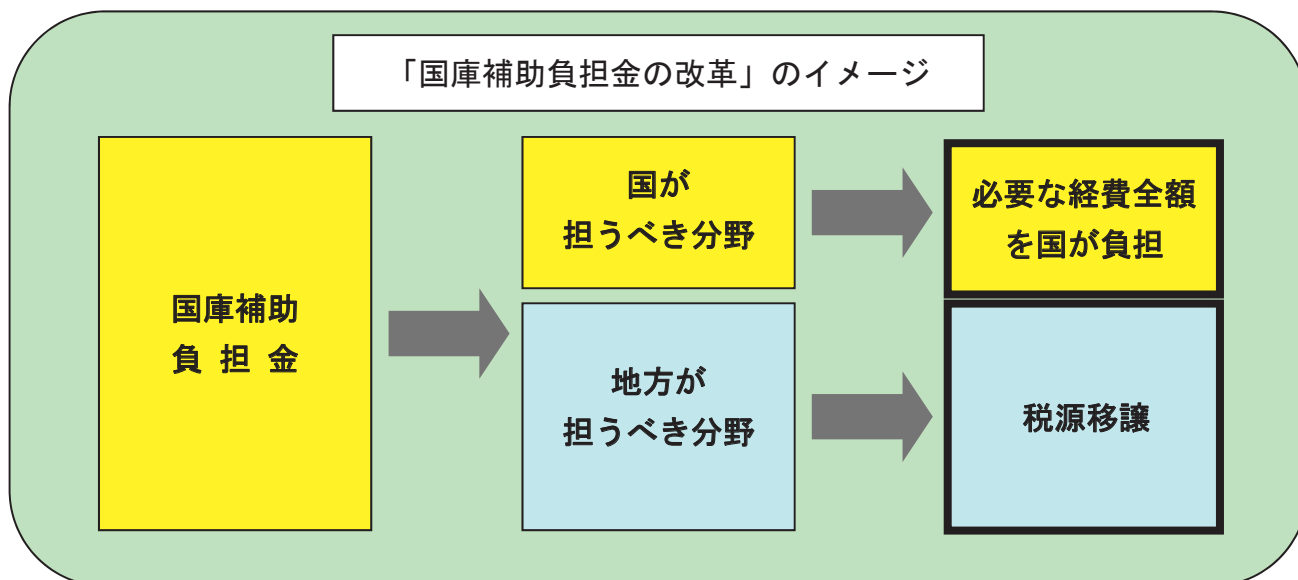 「国庫補助負担金の改革」のイメージ
国庫補助
負 担 金
国が
担うべき分野
地方が
担うべき分野
必要な経費全額
を国が負担
税源移譲